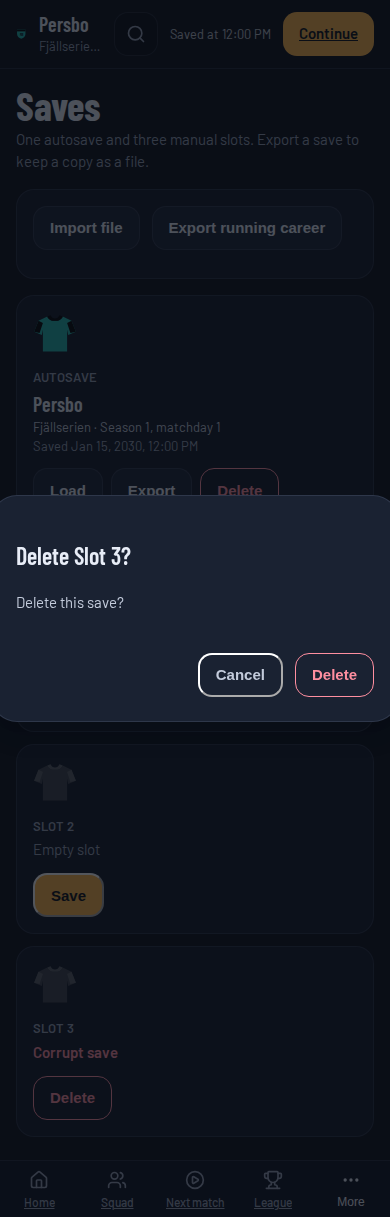 Persbo
Fjällserie...
Saved at 12:00 PM
Continue
Saves
One autosave and three manual slots. Export a save to
keep a copy as a file.
Import file
Export running career
AUTOSAVE
Persbo
Fjällserien · Season 1, matchday 1
Saved Jan 15, 2030, 12:00 PM
Load
Export
Delete
Delete Slot 3?
Delete this save?
Cancel
Delete
SLOT 2
Empty slot
Save
SLOT 3
Corrupt save
Delete
Home
Squad
Next match
League
More